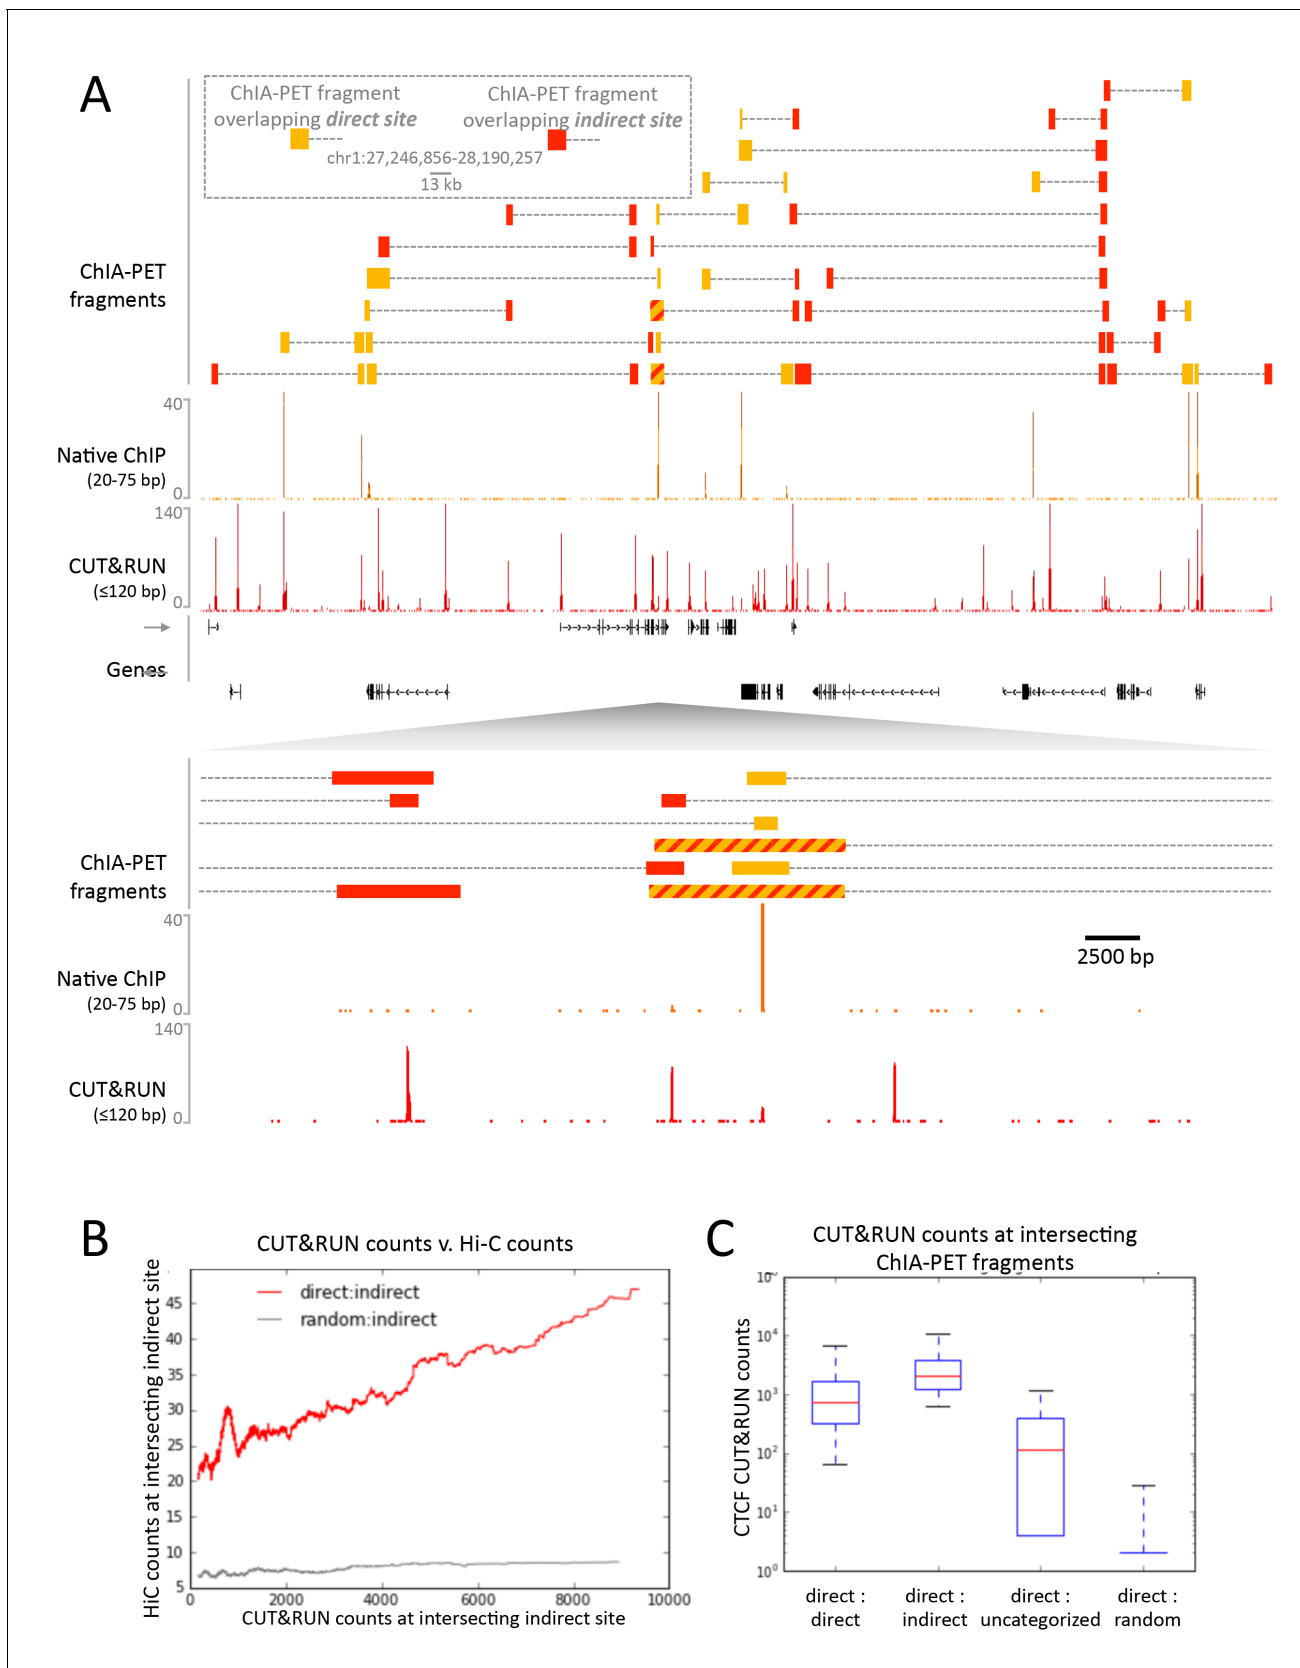 A
ChIA-PET fragment
overlapping direct site
ChIA-PET fragment
overlapping indirect site
chr1:27,246,856-28,190,257
13 kb
ChIA-PET
fragments
40
Native ChIP
(20-75 bp)
0
140
CUT&RUN
(≤120 bp)
0
Genes
ChIA-PET
fragments
40
Native ChIP
(20-75 bp)
0
2500 bp
140
CUT&RUN
(≤120 bp)
0
B
CUT&RUN counts v. Hi-C counts
direct:indirect
random:indirect
HiC counts at intersecting indirect site
45
40
35
30
25
20
15
10
5
0
2000
4000
6000
8000
10000
CUT&RUN counts at intersecting indirect site
C
CUT&RUN counts at intersecting
ChIA-PET fragments
CTCF CUT&RUN counts
10⁴
10³
10²
10¹
10⁰
direct :
direct
direct :
indirect
direct :
uncategorized
direct :
random